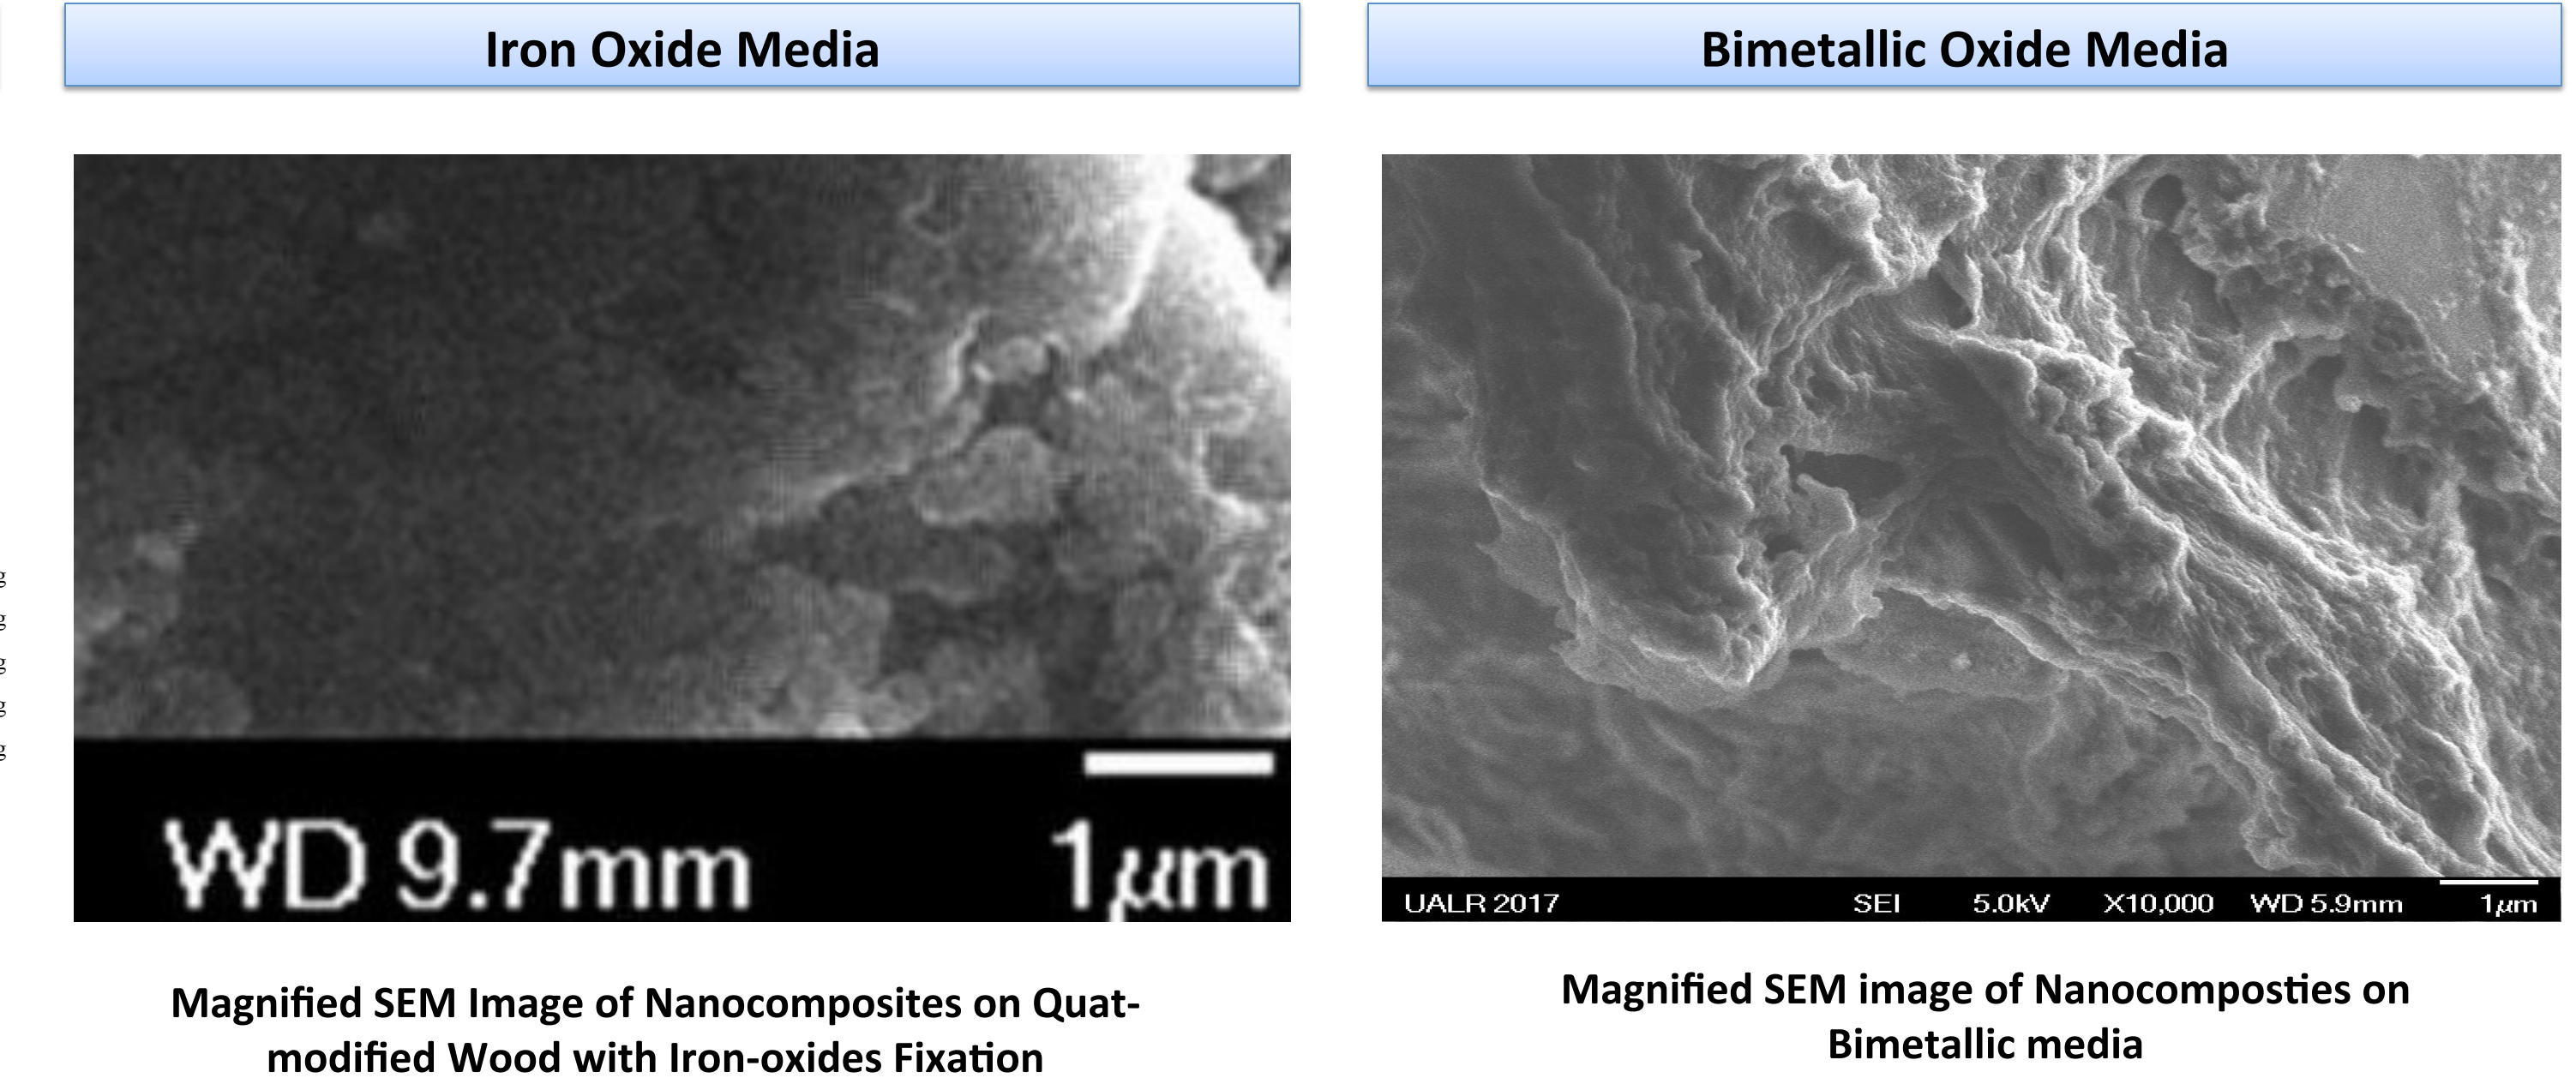 Iron Oxide Media
Bimetallic Oxide Media
g
g
g
g
g
WD 9.7mm 1μm
UALR 2017 SEI 5.0kV X10,000 WD 5.9mm 1μm
Magnified SEM Image of Nanocomposites on Quat-
modified Wood with Iron-oxides Fixation
Magnified SEM image of Nanocomposties on
Bimetallic media